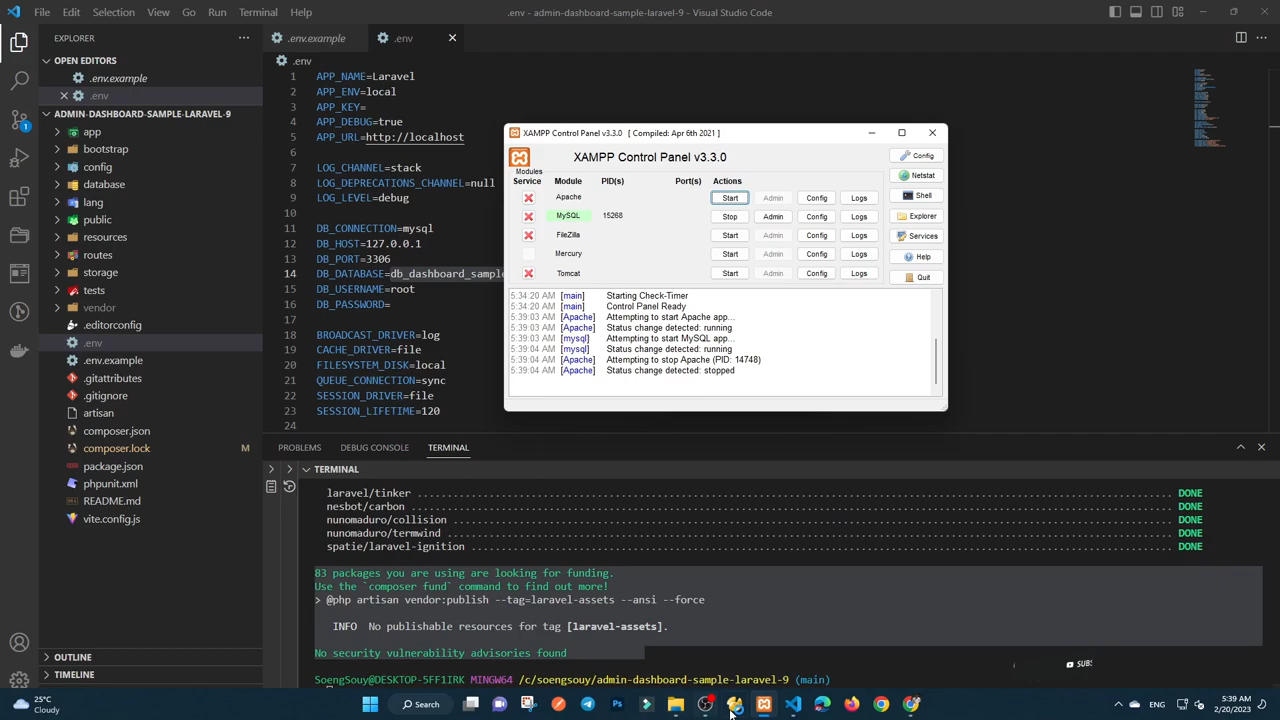 File Edit Selection View Go Run Terminal Help
.env - admin-dashboard-sample-laravel-9 - Visual Studio Code
EXPLORER
.env.example .env
OPEN EDITORS
.env.example
.env
ADMIN-DASHBOARD-SAMPLE-LARAVEL-9
app
bootstrap
config
database
lang
public
resources
routes
storage
tests
vendor
.editorconfig
.env
.env.example
.gitattributes
.gitignore
artisan
composer.json
composer.lock M
package.json
phpunit.xml
README.md
vite.config.js
OUTLINE
TIMELINE
.env
1 APP_NAME=Laravel
2 APP_ENV=local
3 APP_KEY=
4 APP_DEBUG=true
5 APP_URL=http://localhost
6
7 LOG_CHANNEL=stack
8 LOG_DEPRECATIONS_CHANNEL=null
9 LOG_LEVEL=debug
10
11 DB_CONNECTION=mysql
12 DB_HOST=127.0.0.1
13 DB_PORT=3306
14 DB_DATABASE=db_dashboard_sample
15 DB_USERNAME=root
16 DB_PASSWORD=
17
18 BROADCAST_DRIVER=log
19 CACHE_DRIVER=file
20 FILESYSTEM_DISK=local
21 QUEUE_CONNECTION=sync
22 SESSION_DRIVER=file
23 SESSION_LIFETIME=120
24
XAMPP Control Panel v3.3.0 [ Compiled: Apr 6th 2021 ]
XAMPP Control Panel v3.3.0
Modules
Service Module PID(s) Port(s) Actions
Apache Start Admin Config Logs
MySQL 15268 Stop Admin Config Logs
FileZilla Start Admin Config Logs
Mercury Start Admin Config Logs
Tomcat Start Admin Config Logs
Config
Netstat
Shell
Explorer
Services
Help
Quit
5:34:20 AM [main] Starting Check-Timer
5:34:20 AM [main] Control Panel Ready
5:39:03 AM [Apache] Attempting to start Apache app...
5:39:03 AM [Apache] Status change detected: running
5:39:03 AM [mysql] Attempting to start MySQL app...
5:39:04 AM [mysql] Status change detected: running
5:39:04 AM [Apache] Attempting to stop Apache (PID: 14748)
5:39:04 AM [Apache] Status change detected: stopped
PROBLEMS DEBUG CONSOLE TERMINAL
TERMINAL
laravel/tinker ........ DONE
nesbot/carbon ........ DONE
nunomaduro/collision ........ DONE
nunomaduro/termwind ........ DONE
spatie/laravel-ignition ........ DONE
83 packages you are using are looking for funding.
Use the `composer fund` command to find out more!
> @php artisan vendor:publish --tag=laravel-assets --ansi --force
INFO No publishable resources for tag [laravel-assets].
No security vulnerability advisories found
SoengSouy@DESKTOP-5FF1IRK MINGW64 /c/soengsouy/admin-dashboard-sample-laravel-9 (main)
SUBS
25°C
Cloudy
Search
Ps
ENG
5:39 AM
2/20/2023